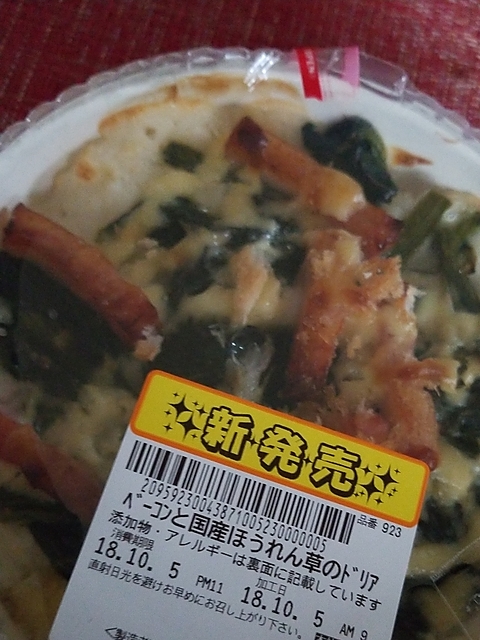 新発売
品番 923
2095923004387100523000005
ベーコンと国産ほうれん草のドリア
添加物・アレルギーは裏面に記載しています
消費期限 加工日
18.10. 5 PM11 18.10. 5 AM 9
直射日光を避けお早めにお召し上がり下さい。